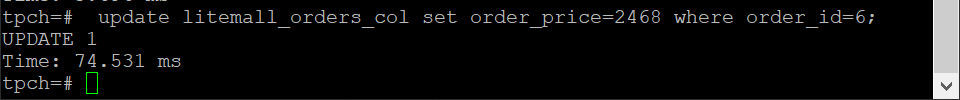 tpch=#  update litemall_orders_col set order_price=2468 where order_id=6;
UPDATE 1
Time: 74.531 ms
tpch=#